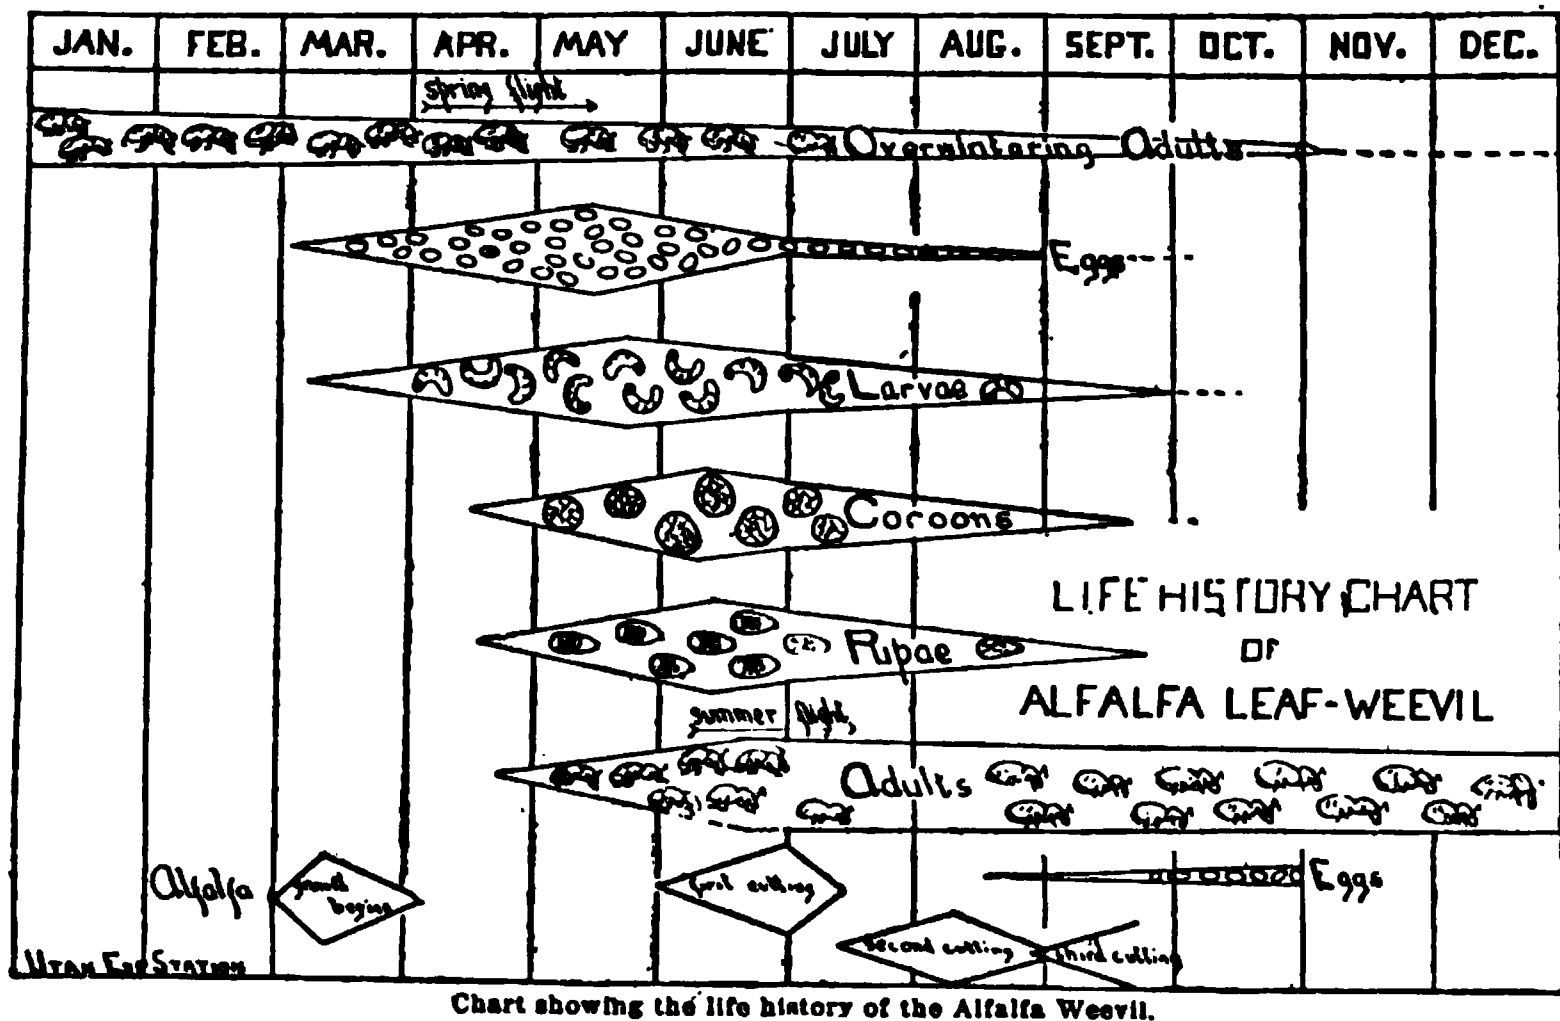 JAN. FEB. MAR. APR. MAY JUNE JULY AUG. SEPT. OCT. NOV. DEC.
spring flight
Overwintering Adults
Eggs
Larvae
Cocoons
LIFE HISTORY CHART
OF
Pupae
ALFALFA LEAF-WEEVIL
summer flight
Adults
Alfalfa
growth
begins
first cutting
Eggs
second cutting
third cutting
UTAH EXP STATION
Chart showing the life history of the Alfalfa Weevil.